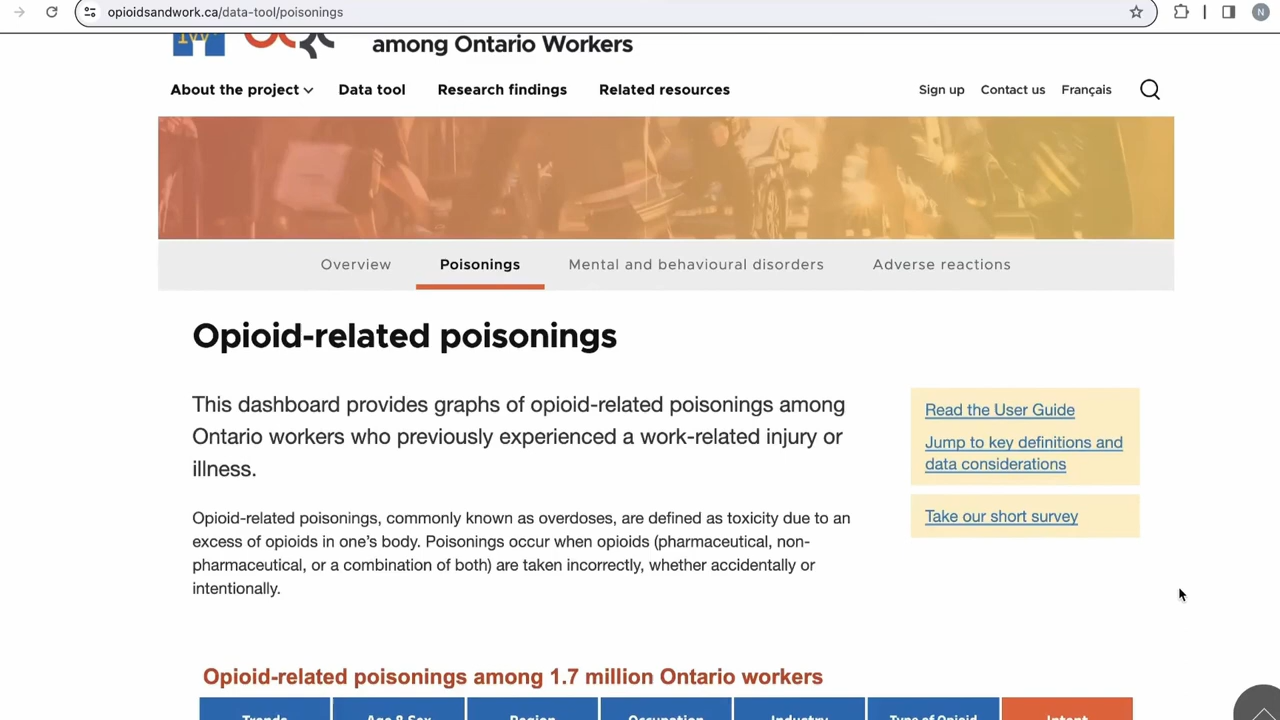 opioidsandwork.ca/data-tool/poisonings
N
among Ontario Workers
About the project
Data tool
Research findings
Related resources
Sign up
Contact us
Français
Overview
Poisonings
Mental and behavioural disorders
Adverse reactions
Opioid-related poisonings
This dashboard provides graphs of opioid-related poisonings among
Ontario workers who previously experienced a work-related injury or
illness.
Read the User Guide
Jump to key definitions and
data considerations
Take our short survey
Opioid-related poisonings, commonly known as overdoses, are defined as toxicity due to an
excess of opioids in one's body. Poisonings occur when opioids (pharmaceutical, non-
pharmaceutical, or a combination of both) are taken incorrectly, whether accidentally or
intentionally.
Opioid-related poisonings among 1.7 million Ontario workers
Trends
Age & Sex
Region
Occupation
Industry
Type of Opioid
Intent